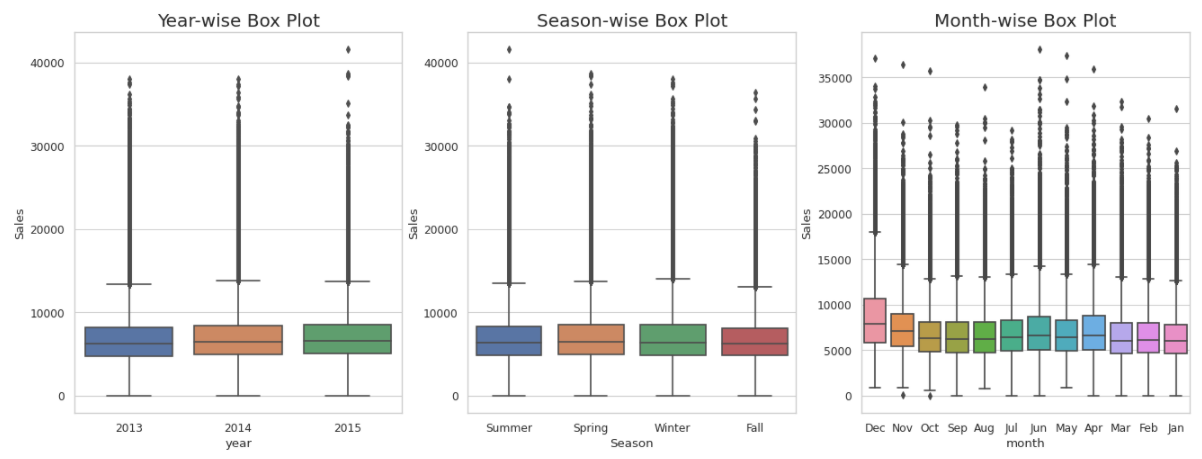 Year-wise Box Plot
Sales
40000
30000
20000
10000
0
2013 2014 2015
year
Season-wise Box Plot
Sales
40000
30000
20000
10000
0
Summer Spring Winter Fall
Season
Month-wise Box Plot
Sales
35000
30000
25000
20000
15000
10000
5000
0
Dec Nov Oct Sep Aug Jul Jun May Apr Mar Feb Jan
month